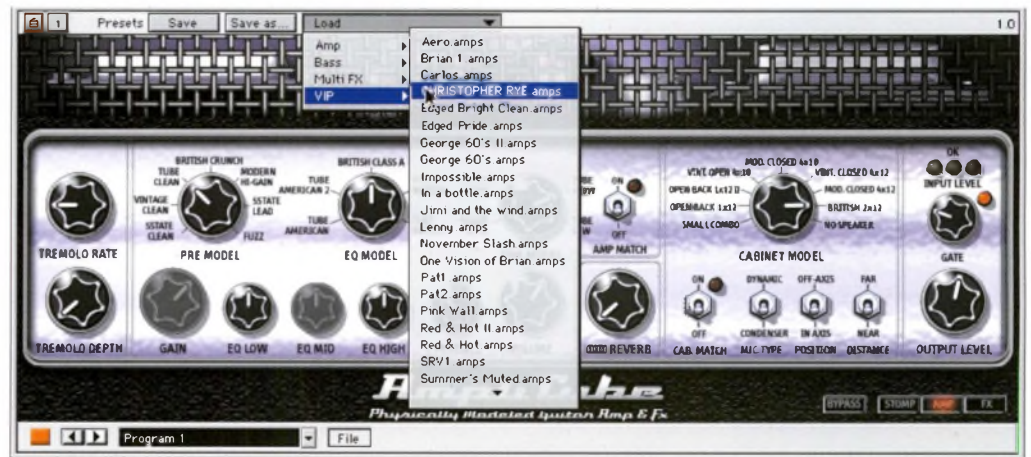 6 1 Presets Save Save as... Load 1.0
Amp
Bass
Multi FX
VIP
Aero.amps
Brian 1 amps
Carlos amps
CHRISTOPHER RYE amps
Edged Bright Clean.amps
Edged Pride.amps
George 60's II.amps
George 60's.amps
Impossible.amps
In a bottle.amps
Jimi and the wind.amps
Lenny.amps
November Slash.amps
One Vision of Brian.amps
Pat1 amps
Pat2 amps
Pink Wall.amps
Red & Hot II.amps
Red & Hot.amps
SRV1 amps
Summer's Muted.amps
TREMOLO RATE
TREMOLO DEPTH
SSTATE CLEAN
VINTAGE CLEAN
TUBE CLEAN
BRITISH CRUNCH
MODERN HI-GAIN
SSTATE LEAD
FUZZ
PRE MODEL
TUBE AMERICAN
TUBE AMERICAN 2
BRITISH CLASS A
EQ MODEL
GAIN
EQ LOW
EQ MID
EQ HIGH
ON
OFF
AMP MATCH
REVERB
SMALL COMBO
OPENBACK 1x12
OPEN BACK 1x12 II
VINT. OPEN 4x10
MOD. CLOSED 4x10
VINT. CLOSED 4x12
MOD. CLOSED 4x12
BRITISH 2x12
NO SPEAKER
CABINET MODEL
ON
OFF
CAB. MATCH
DYNAMIC
CONDENSER
MIC TYPE
OFF-AXIS
IN AXIS
POSITION
FAR
NEAR
DISTANCE
OK
INPUT LEVEL
GATE
OUTPUT LEVEL
Physically Modeled Guitar Amp & Fx
BYPASS STOMP AMP FX
Program 1 File